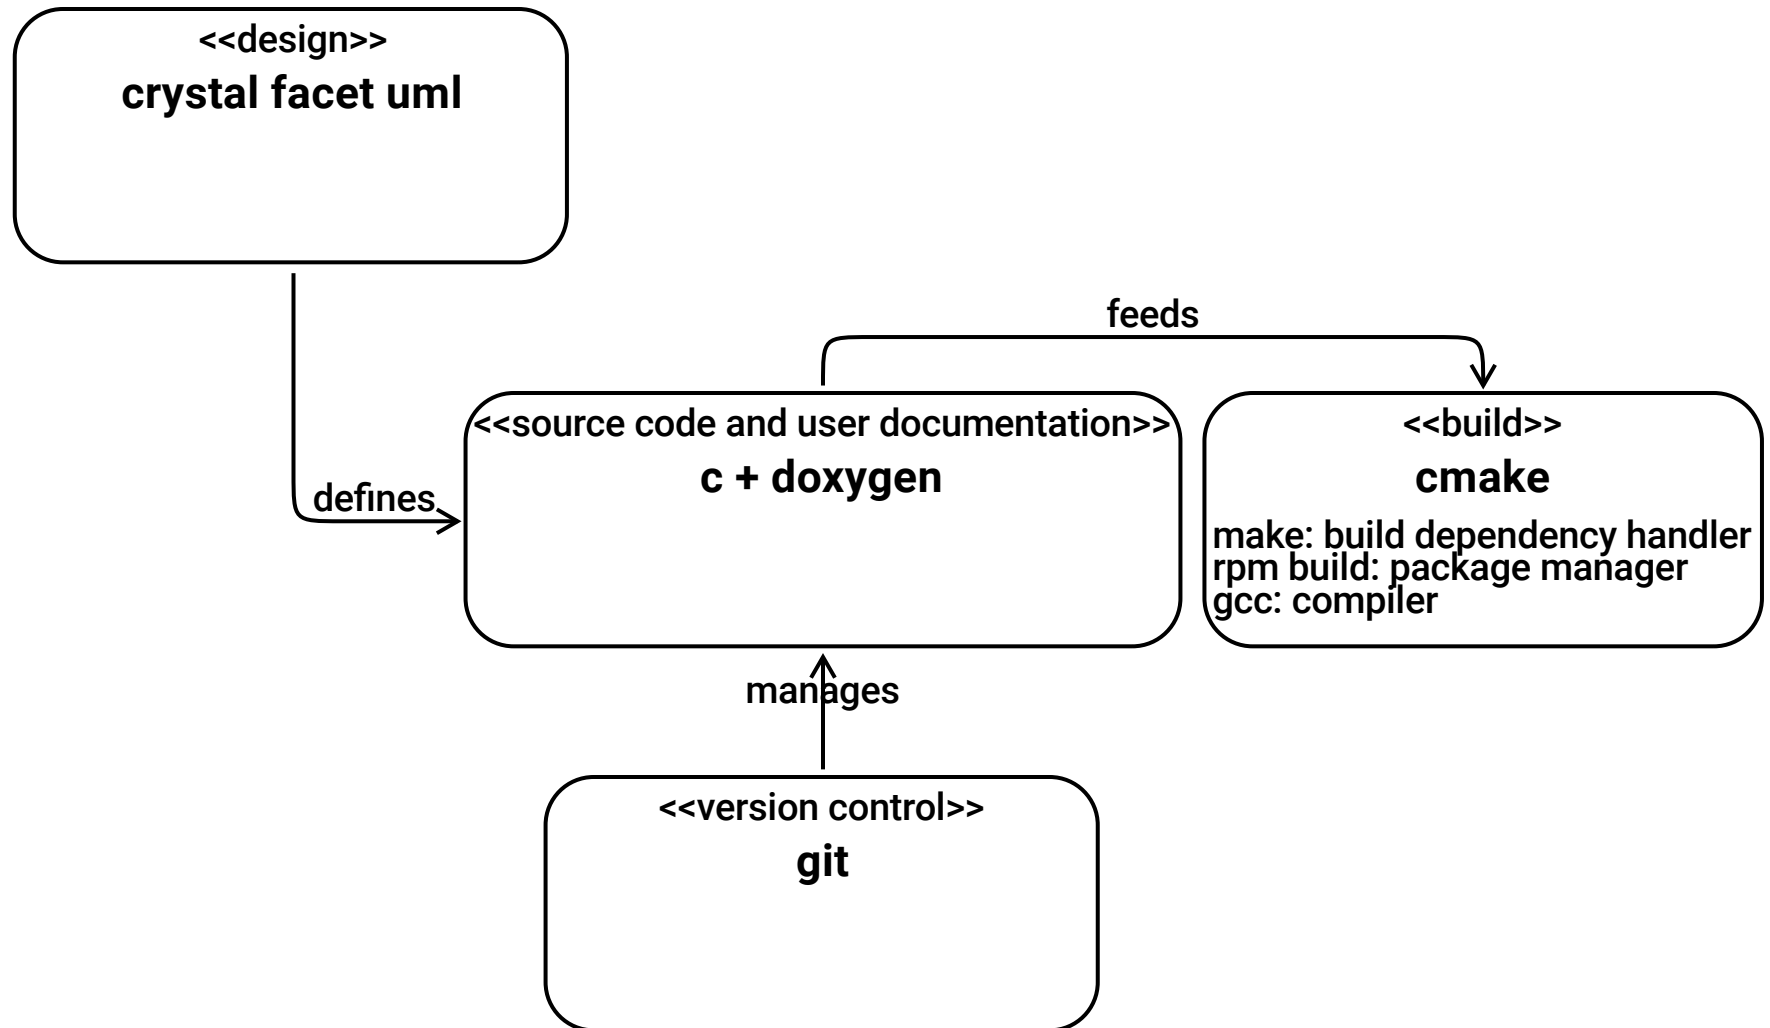 <<design>>
crystal facet uml
feeds
<<source code and user documentation>>
c + doxygen
<<build>>
cmake
make: build dependency handler
rpm build: package manager
gcc: compiler
defines
manages
<<version control>>
git